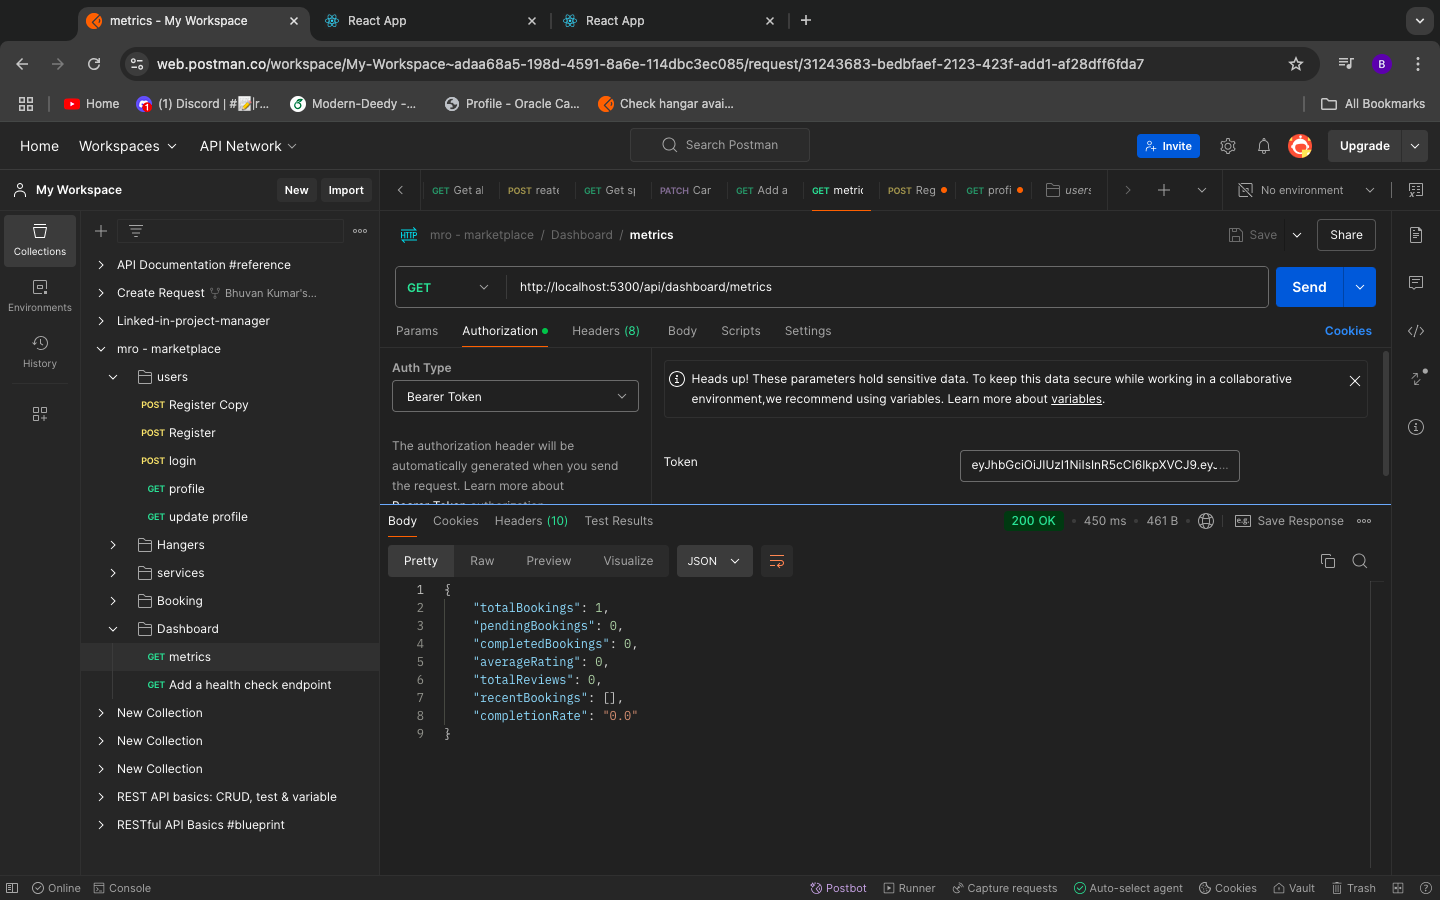 metrics - My Workspace
React App
React App
web.postman.co/workspace/My-Workspace~adaa68a5-198d-4591-8a6e-114dbc3ec085/request/31243683-bedbfaef-2123-423f-add1-af28dff6fda7
B
Home
(1) Discord | #📝|r...
Modern-Deedy -...
Profile - Oracle Ca...
Check hangar avai...
All Bookmarks
Home
Workspaces
API Network
Search Postman
Invite
Upgrade
My Workspace
New
Import
GET Get al
POST reate
GET Get sp
PATCH Car
GET Add a
GET metric
POST Reg
GET profi
users
No environment
Collections
Environments
History
API Documentation #reference
Create Request Bhuvan Kumar's...
Linked-in-project-manager
mro - marketplace
users
POST Register Copy
POST Register
POST login
GET profile
GET update profile
Hangers
services
Booking
Dashboard
GET metrics
GET Add a health check endpoint
New Collection
New Collection
New Collection
REST API basics: CRUD, test & variable
RESTful API Basics #blueprint
HTTP
mro - marketplace / Dashboard / metrics
Save
Share
GET
http://localhost:5300/api/dashboard/metrics
Send
Params
Authorization
Headers (8)
Body
Scripts
Settings
Cookies
Auth Type
Bearer Token
The authorization header will be
automatically generated when you send
the request. Learn more about
Heads up! These parameters hold sensitive data. To keep this data secure while working in a collaborative
environment,we recommend using variables. Learn more about variables.
Token
Body
Cookies
Headers (10)
Test Results
200 OK
450 ms
461 B
e.g.
Save Response
Pretty
Raw
Preview
Visualize
JSON
1 {
2 "totalBookings": 1,
3 "pendingBookings": 0,
4 "completedBookings": 0,
5 "averageRating": 0,
6 "totalReviews": 0,
7 "recentBookings": [],
8 "completionRate": "0.0"
9 }
Online
Console
Postbot
Runner
Capture requests
Auto-select agent
Cookies
Vault
Trash